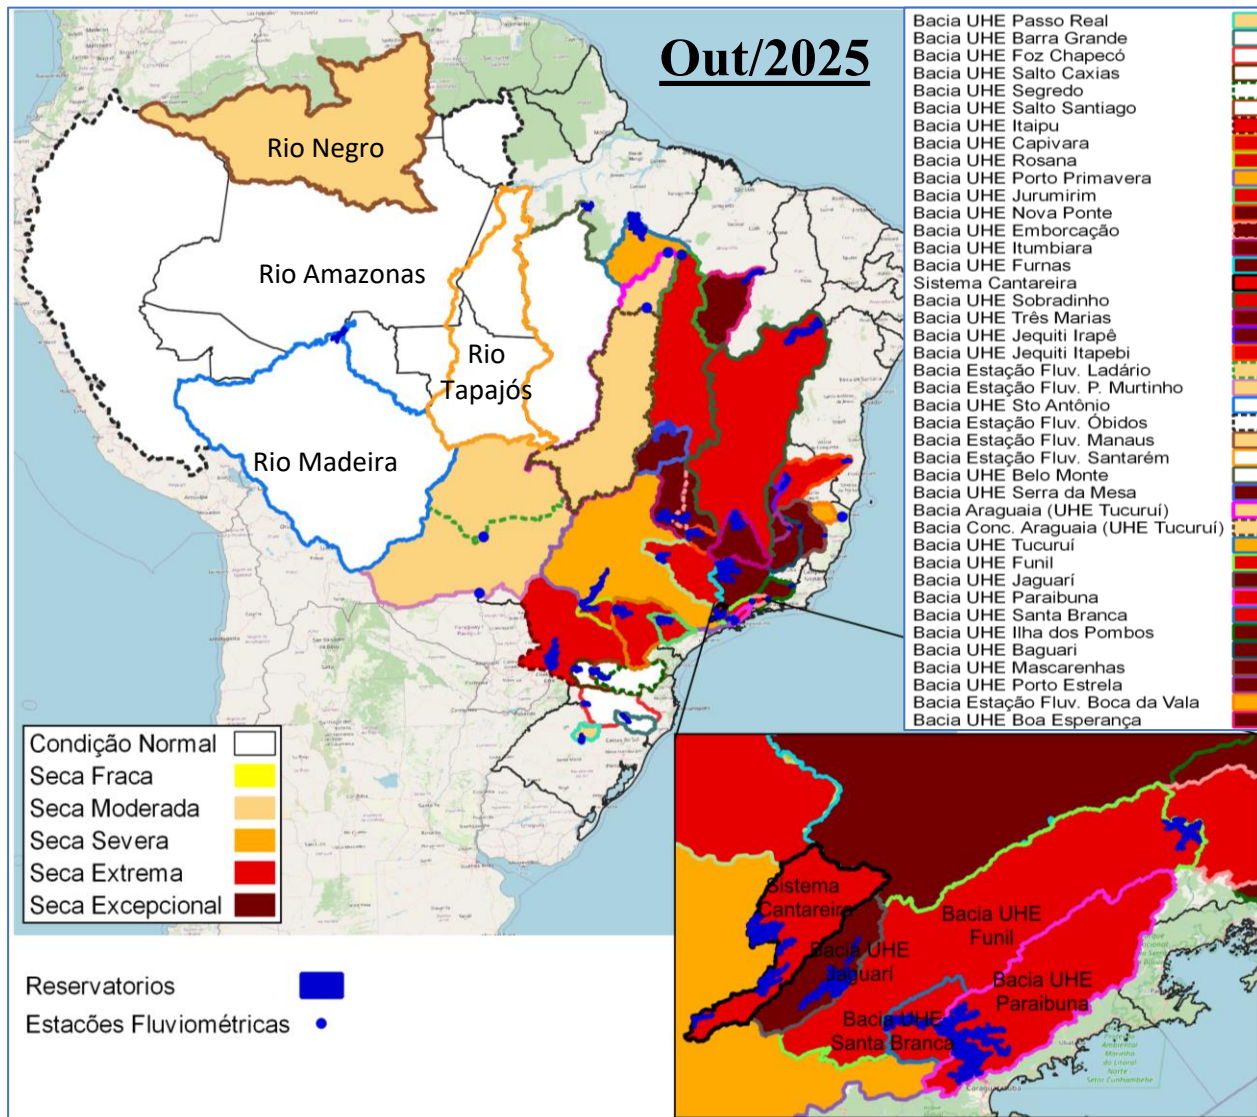 Out/2025
Rio Negro
Rio Amazonas
Rio
Tapajós
Rio Madeira
Condição Normal
Seca Fraca
Seca Moderada
Seca Severa
Seca Extrema
Seca Excepcional
Reservatorios
Estacões Fluviométricas
Bacia UHE Passo Real
Bacia UHE Barra Grande
Bacia UHE Foz Chapecó
Bacia UHE Salto Caxias
Bacia UHE Segredo
Bacia UHE Salto Santiago
Bacia UHE Itaipu
Bacia UHE Capivara
Bacia UHE Rosana
Bacia UHE Porto Primavera
Bacia UHE Jurumirim
Bacia UHE Nova Ponte
Bacia UHE Emborcação
Bacia UHE Itumbiara
Bacia UHE Furnas
Sistema Cantareira
Bacia UHE Sobradinho
Bacia UHE Três Marias
Bacia UHE Jequiti Irapê
Bacia UHE Jequiti Itapebi
Bacia Estação Fluv. Ladário
Bacia Estação Fluv. P. Murtinho
Bacia UHE Sto Antônio
Bacia Estação Fluv. Óbidos
Bacia Estação Fluv. Manaus
Bacia Estação Fluv. Santarém
Bacia UHE Belo Monte
Bacia UHE Serra da Mesa
Bacia Araguaia (UHE Tucuruí)
Bacia Conc. Araguaia (UHE Tucuruí)
Bacia UHE Tucuruí
Bacia UHE Funil
Bacia UHE Jaguarí
Bacia UHE Paraibuna
Bacia UHE Santa Branca
Bacia UHE Ilha dos Pombos
Bacia UHE Baguari
Bacia UHE Mascarenhas
Bacia UHE Porto Estrela
Bacia Estação Fluv. Boca da Vala
Bacia UHE Boa Esperança
Sistema
Cantareira
Bacia UHE
Jaguarí
Bacia UHE
Funil
Bacia UHE
Paraibuna
Bacia UHE
Santa Branca